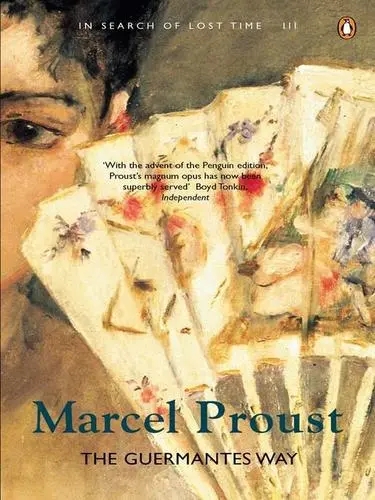 IN SEARCH OF LOST TIME III
'With the advent of the Penguin edition,
Proust's magnum opus has now been
superbly served' Boyd Tonkin,
Independent
Marcel Proust
THE GUERMANTES WAY